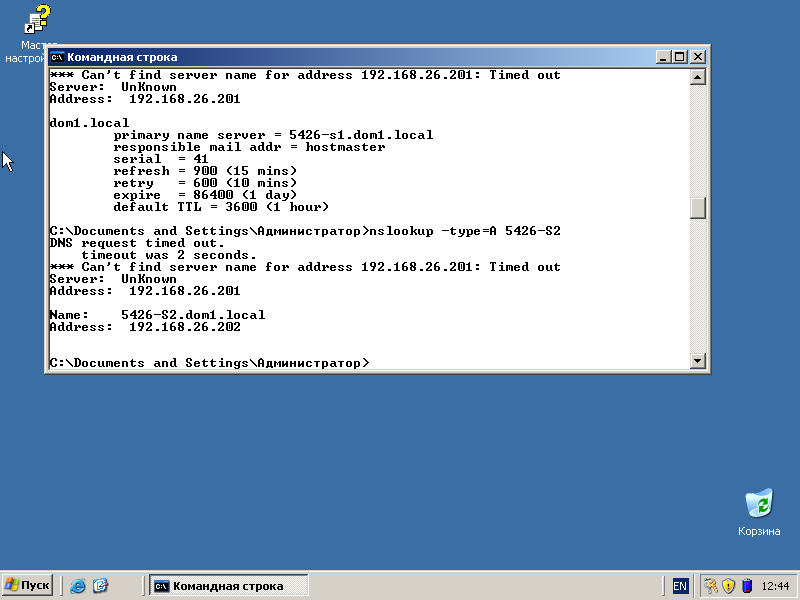 Мастер
настрой
Командная строка
*** Can't find server name for address 192.168.26.201: Timed out
Server:  UnKnown
Address:  192.168.26.201
dom1.local
        primary name server = 5426-s1.dom1.local
        responsible mail addr = hostmaster
        serial  = 41
        refresh = 900 (15 mins)
        retry   = 600 (10 mins)
        expire  = 86400 (1 day)
        default TTL = 3600 (1 hour)
C:\Documents and Settings\Администратор>nslookup -type=A 5426-S2
DNS request timed out.
    timeout was 2 seconds.
*** Can't find server name for address 192.168.26.201: Timed out
Server:  UnKnown
Address:  192.168.26.201
Name:    5426-S2.dom1.local
Address:  192.168.26.202
C:\Documents and Settings\Администратор>
Корзина
Пуск
Командная строка
EN
12:44